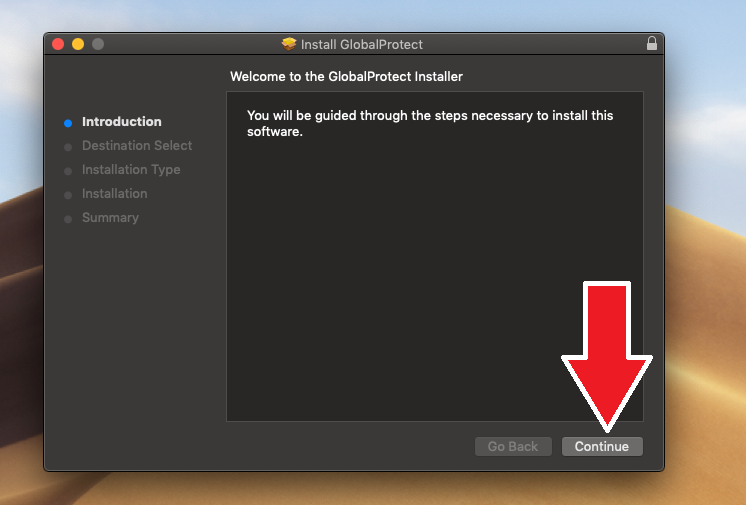 Install GlobalProtect
Welcome to the GlobalProtect Installer
Introduction
Destination Select
Installation Type
Installation
Summary
You will be guided through the steps necessary to install this
software.
Go Back
Continue